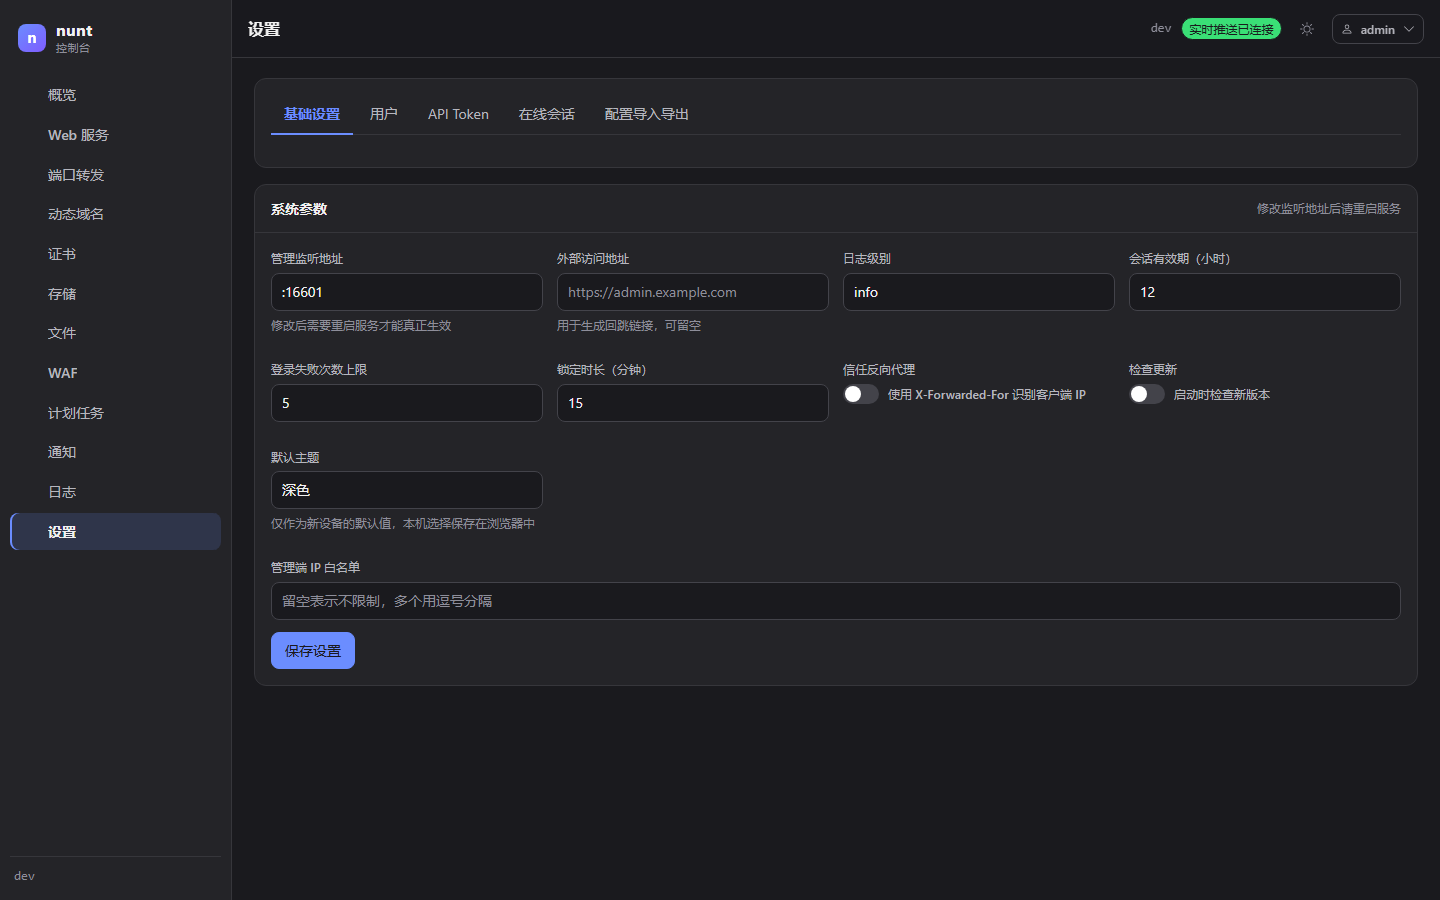 n
nunt
控制台
概览
Web 服务
端口转发
动态域名
证书
存储
文件
WAF
计划任务
通知
日志
设置
dev
设置
dev
实时推送已连接
admin
基础设置
用户
API Token
在线会话
配置导入导出
系统参数
修改监听地址后请重启服务
管理监听地址
:16601
修改后需要重启服务才能真正生效
外部访问地址
https://admin.example.com
用于生成回跳链接，可留空
日志级别
info
会话有效期（小时）
12
登录失败次数上限
5
锁定时长（分钟）
15
信任反向代理
使用 X-Forwarded-For 识别客户端 IP
检查更新
启动时检查新版本
默认主题
深色
仅作为新设备的默认值，本机选择保存在浏览器中
管理端 IP 白名单
留空表示不限制，多个用逗号分隔
保存设置